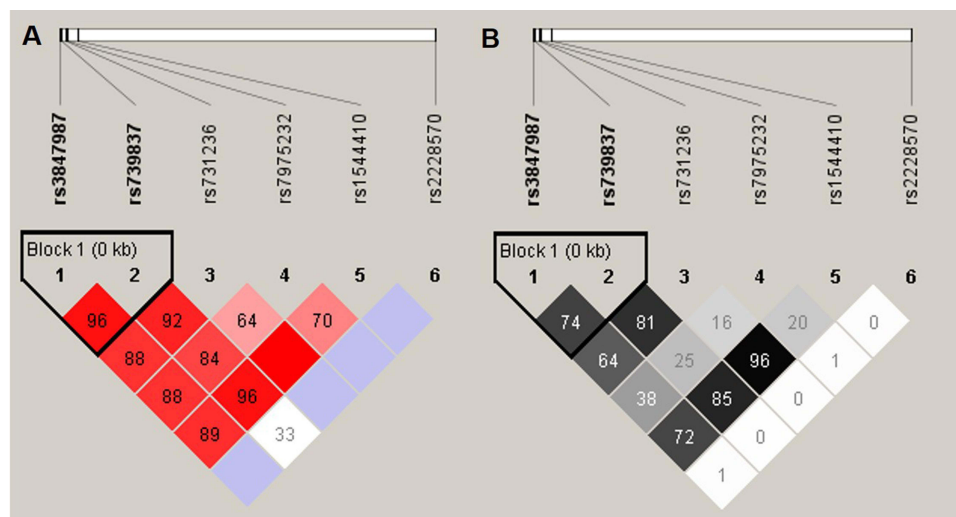 A
rs3847987
rs739837
rs731236
rs7975232
rs1544410
rs2228570
Block 1 (0 kb)
1 2 3 4 5 6
96 92 64 70
88 84
88 96
89 33
B
rs3847987
rs739837
rs731236
rs7975232
rs1544410
rs2228570
Block 1 (0 kb)
1 2 3 4 5 6
74 81 16 20 0
64 25 96 1
38 85 0
72 0
1